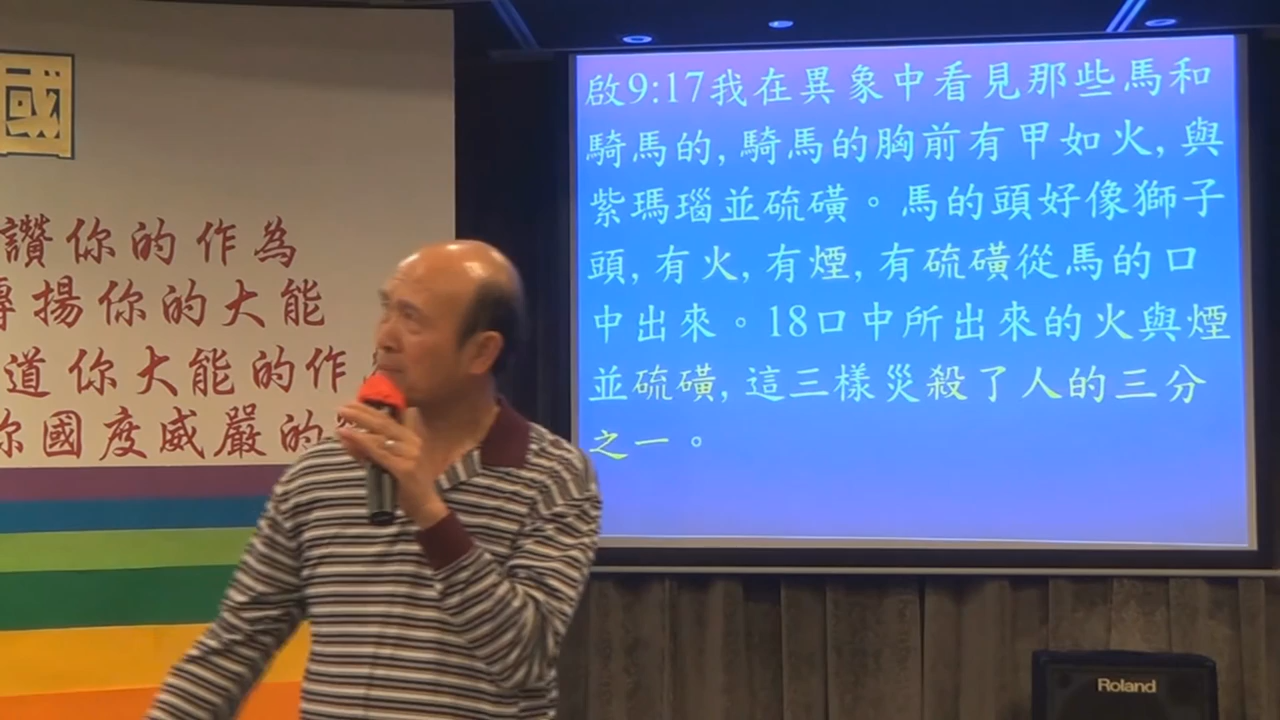 國
讚你的作為
揚你的大能
道你大能的作
你國度威嚴的
啟9:17我在異象中看見那些馬和
騎馬的,騎馬的胸前有甲如火,與
紫瑪瑙並硫磺。馬的頭好像獅子
頭,有火,有煙,有硫磺從馬的口
中出來。18口中所出來的火與煙
並硫磺,這三樣災殺了人的三分
之一。
Roland